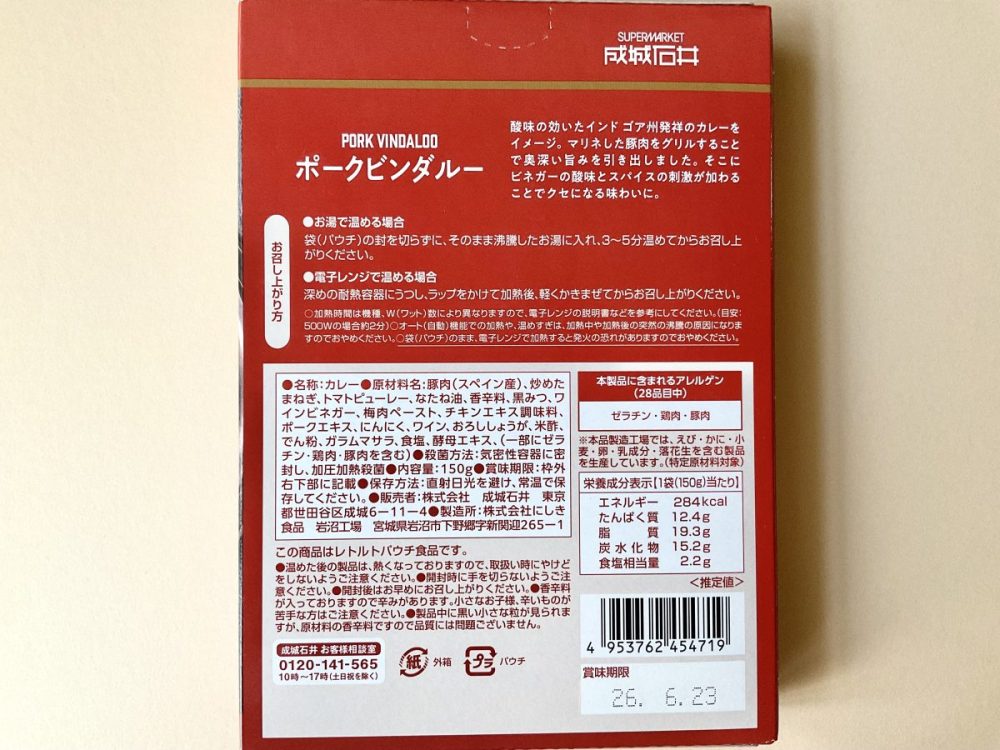 SUPERMARKET
成城石井
PORK VINDALOO
ポークビンダルー
酸味の効いたインド ゴア州発祥のカレーを
イメージ。マリネした豚肉をグリルすること
で奥深い旨みを引き出しました。そこに
ビネガーの酸味とスパイスの刺激が加わる
ことでクセになる味わいに。
お召し上がり方
●お湯で温める場合
袋(パウチ)の封を切らずに、そのまま沸騰したお湯に入れ、3〜5分温めてからお召し上
がりください。
●電子レンジで温める場合
深めの耐熱容器にうつし、ラップをかけて加熱後、軽くかきまぜてからお召し上がりください。
○加熱時間は機種、W(ワット)数により異なりますので、電子レンジの説明書などを参考にしてください。(目安:
500Wの場合約2分)○オート(自動)機能での加熱や、温めすぎは、加熱中や加熱後の突然の沸騰の原因になりま
すのでおやめください。○袋(パウチ)のまま、電子レンジで加熱すると発火の恐れがありますのでおやめください。
●名称:カレー●原材料名:豚肉(スペイン産)、炒めた
たまねぎ、トマトピューレー、なたね油、香辛料、黒みつ、ワ
インビネガー、梅肉ペースト、チキンエキス調味料、
ポークエキス、にんにく、ワイン、おろししょうが、米酢、
でん粉、ガラムマサラ、食塩、酵母エキス、(一部にゼラ
チン・鶏肉・豚肉を含む)●殺菌方法:気密性容器に密
封し、加圧加熱殺菌●内容量:150g●賞味期限:枠外
右下部に記載●保存方法:直射日光を避け、常温で保
存してください。●販売者:株式会社 成城石井 東京
都世田谷区成城6-11-4●製造所:株式会社にしき
食品 岩沼工場 宮城県岩沼市下野郷字新関迎265-1
本製品に含まれるアレルゲン
(28品目中)
ゼラチン・鶏肉・豚肉
※本品製造工場では、えび・かに・小
麦・卵・乳成分・落花生を含む製品
を生産しています。(特定原材料対象)
栄養成分表示【1袋(150g)当たり】
エネルギー 284kcal
たんぱく質 12.4g
脂質 19.3g
炭水化物 15.2g
食塩相当量 2.2g
<推定値>
この商品はレトルトパウチ食品です。
●温めた後の製品は、熱くなっておりますので、取扱い時にやけど
をしないようご注意ください。●開封時に手を切らないようご注意
ください。●開封後はお早めにお召し上がりください。●香辛料
が入っておりますので辛みがあります。小さなお子様、辛いものが
苦手な方はご注意ください。●製品中に黒い小さな粒が見られま
すが、原材料の香辛料ですので品質には問題ございません。
成城石井 お客様相談室
0120-141-565
10時〜17時(土日祝を除く)
紙 外箱
プラ パウチ
4 953762 454719
賞味期限
26. 6.23